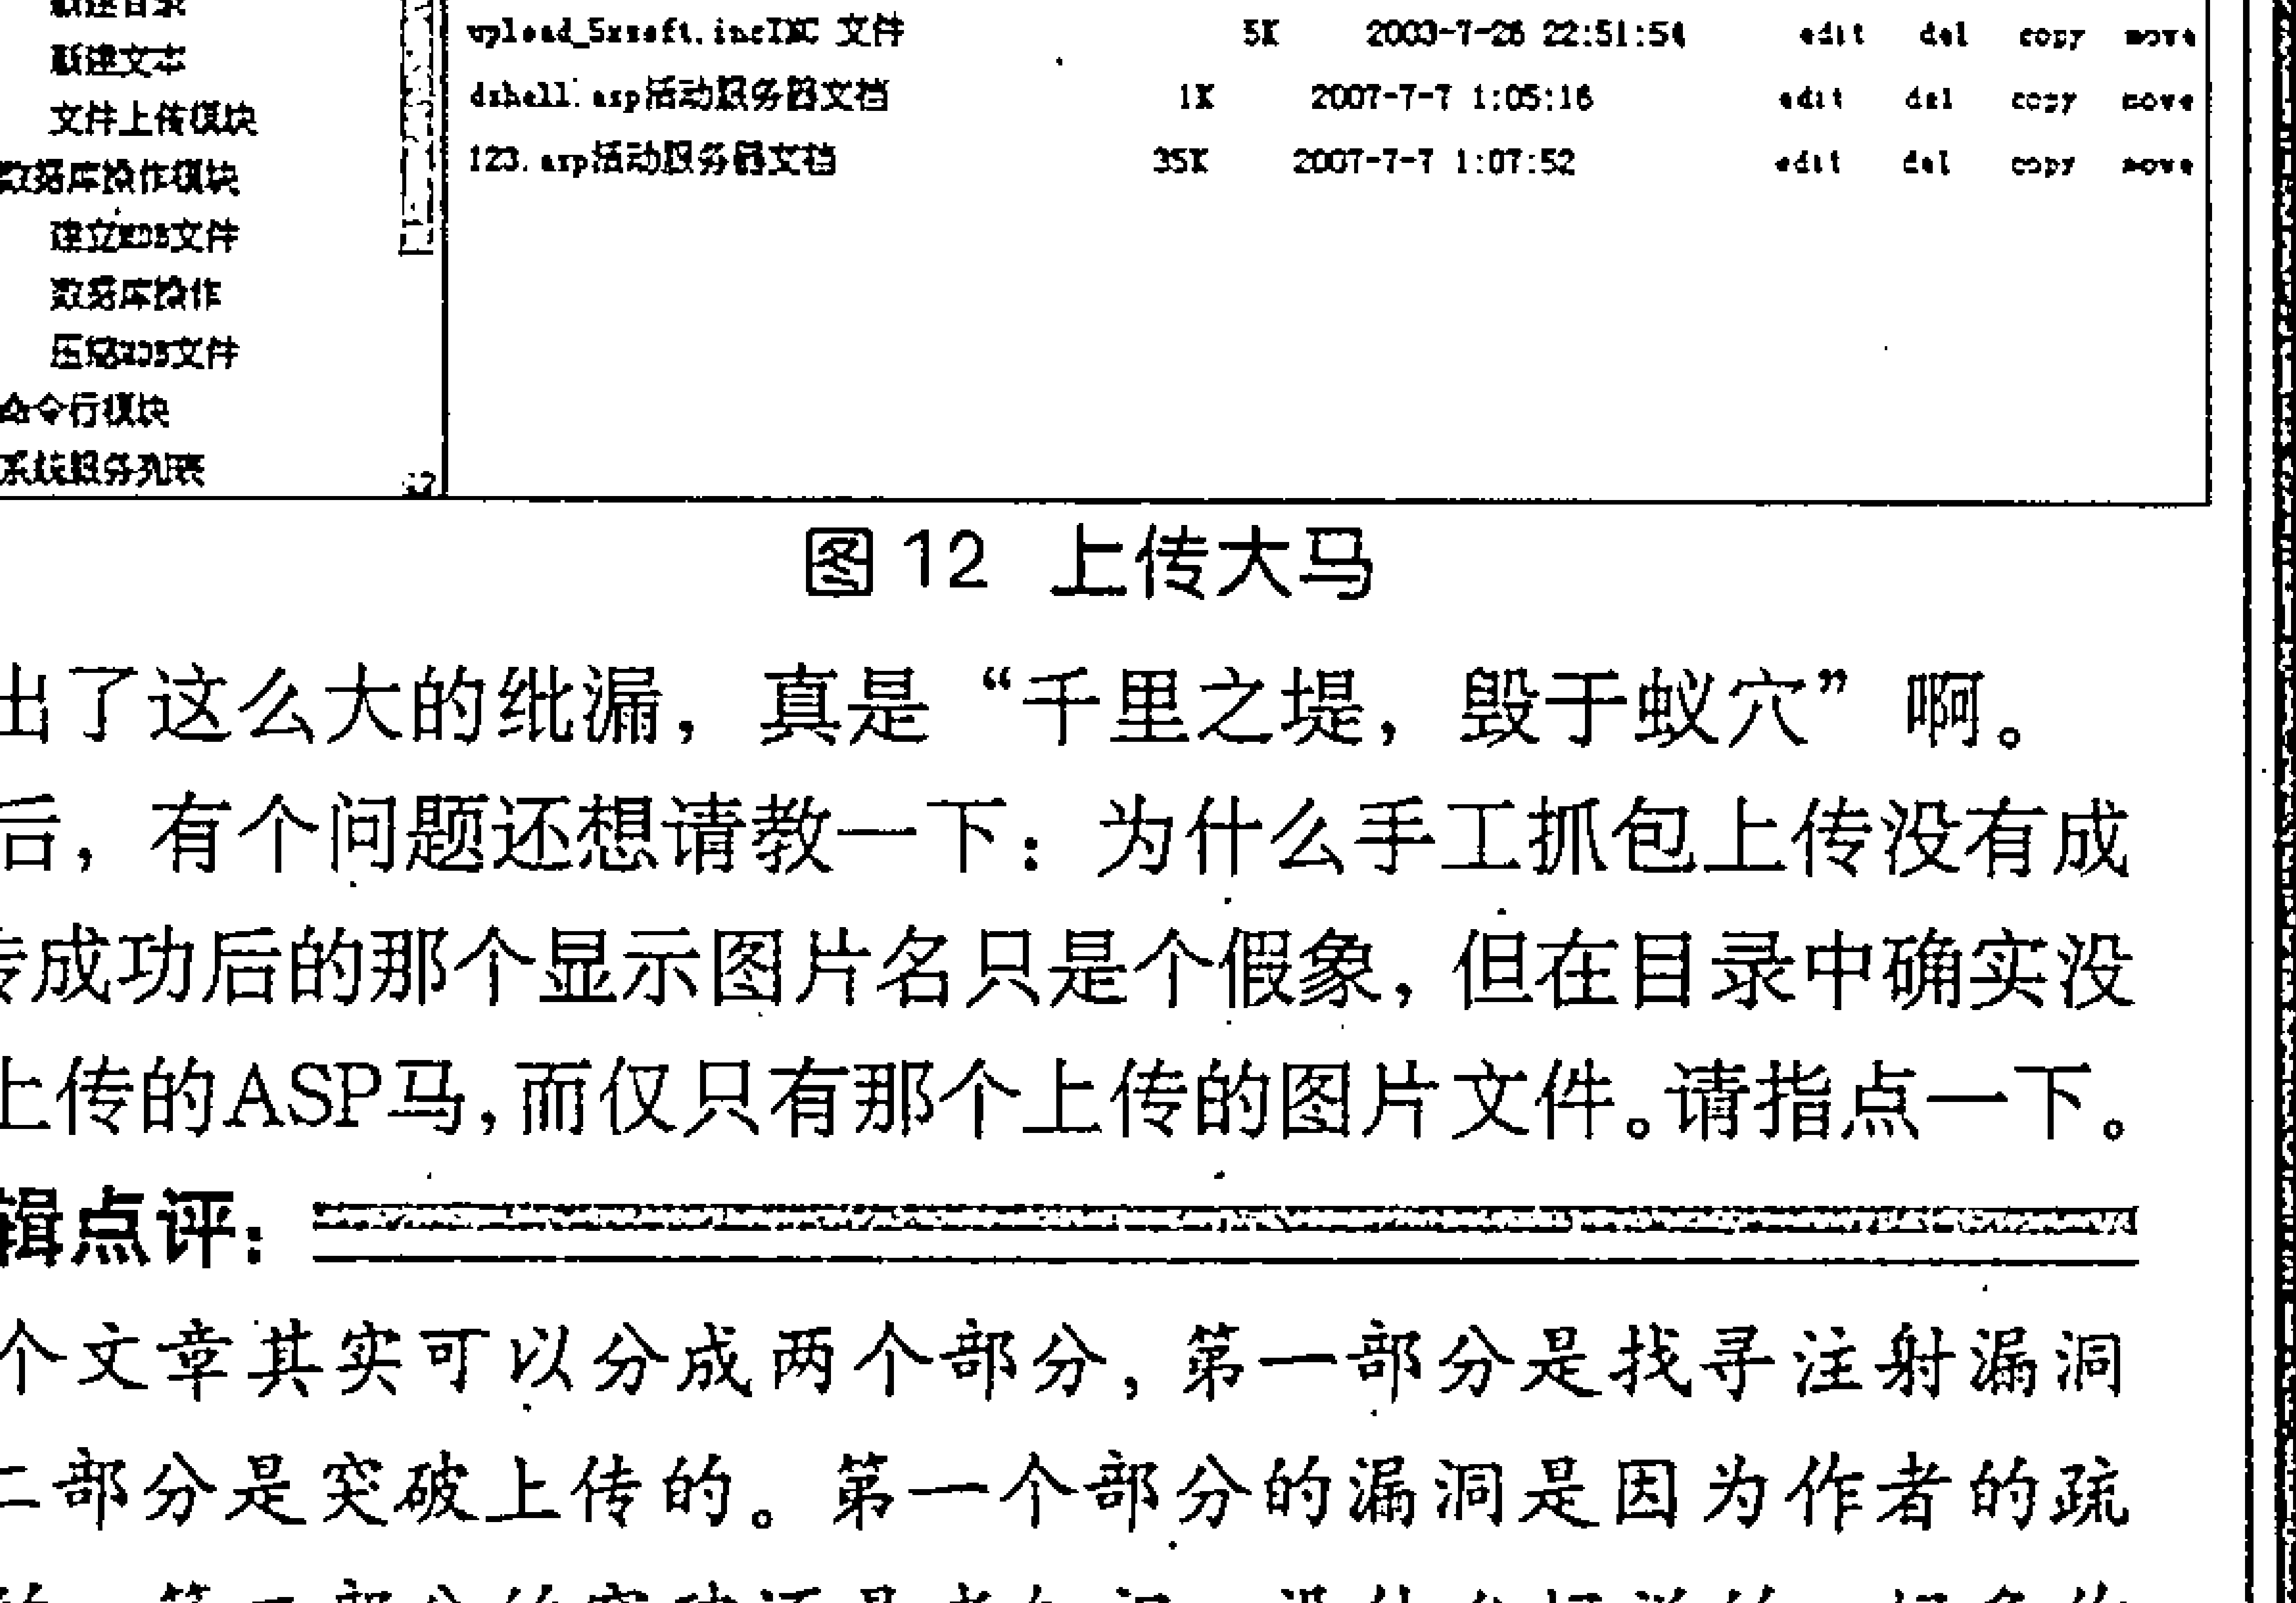 新建目录
新建文本
文件上传模块
数据库操作模块
建立MDB文件
数据库操作
压缩MDB文件
命令行模块
系统服务列表
upload_5xsoft.incINC 文件 5K 2003-7-26 22:51:54 edit del copy move
dshell.asp活动服务器文档 1K 2007-7-7 1:05:16 edit del copy move
123.asp活动服务器文档 35K 2007-7-7 1:07:52 edit del copy move
图12 上传大马
出了这么大的纰漏，真是“千里之堤，毁于蚁穴”啊。
后，有个问题还想请教一下：为什么手工抓包上传没有成
传成功后的那个显示图片名只是个假象，但在目录中确实没
上传的ASP马，而仅只有那个上传的图片文件。请指点一下。
辑点评：
个文章其实可以分成两个部分，第一部分是找寻注射漏洞
二部分是突破上传的。第一个部分的漏洞是因为作者的疏